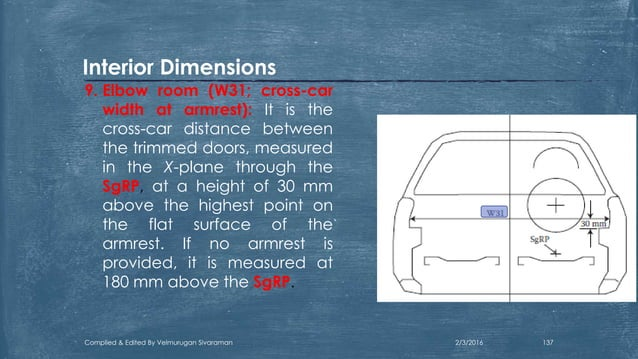 Interior Dimensions
9. Elbow room (W31; cross-car
width at armrest): It is the
cross-car distance between
the trimmed doors, measured
in the X-plane through the
SgRP, at a height of 30 mm
above the highest point on
the flat surface of the`
armrest. If no armrest is
provided, it is measured at
180 mm above the SgRP.
W31
30 mm
SgRP
Complied & Edited By Velmurugan Sivaraman
2/3/2016
137